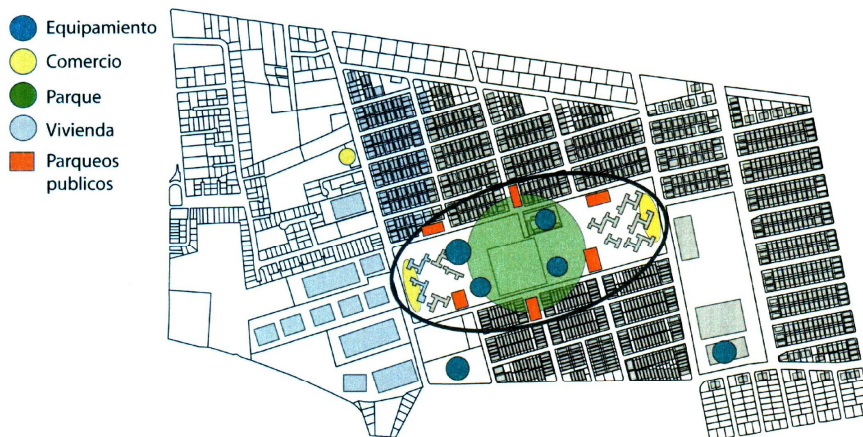 Equipamiento
Comercio
Parque
Vivienda
Parqueos
publicos